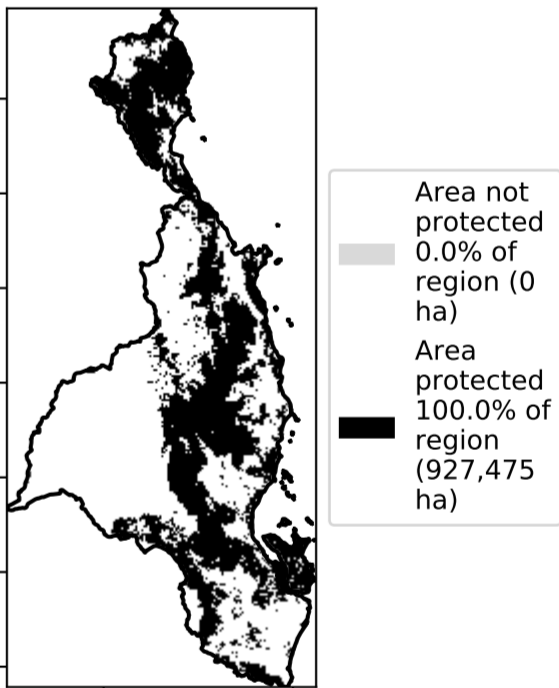 Area not
protected
0.0% of
region (0
ha)
Area
protected
100.0% of
region
(927,475
ha)